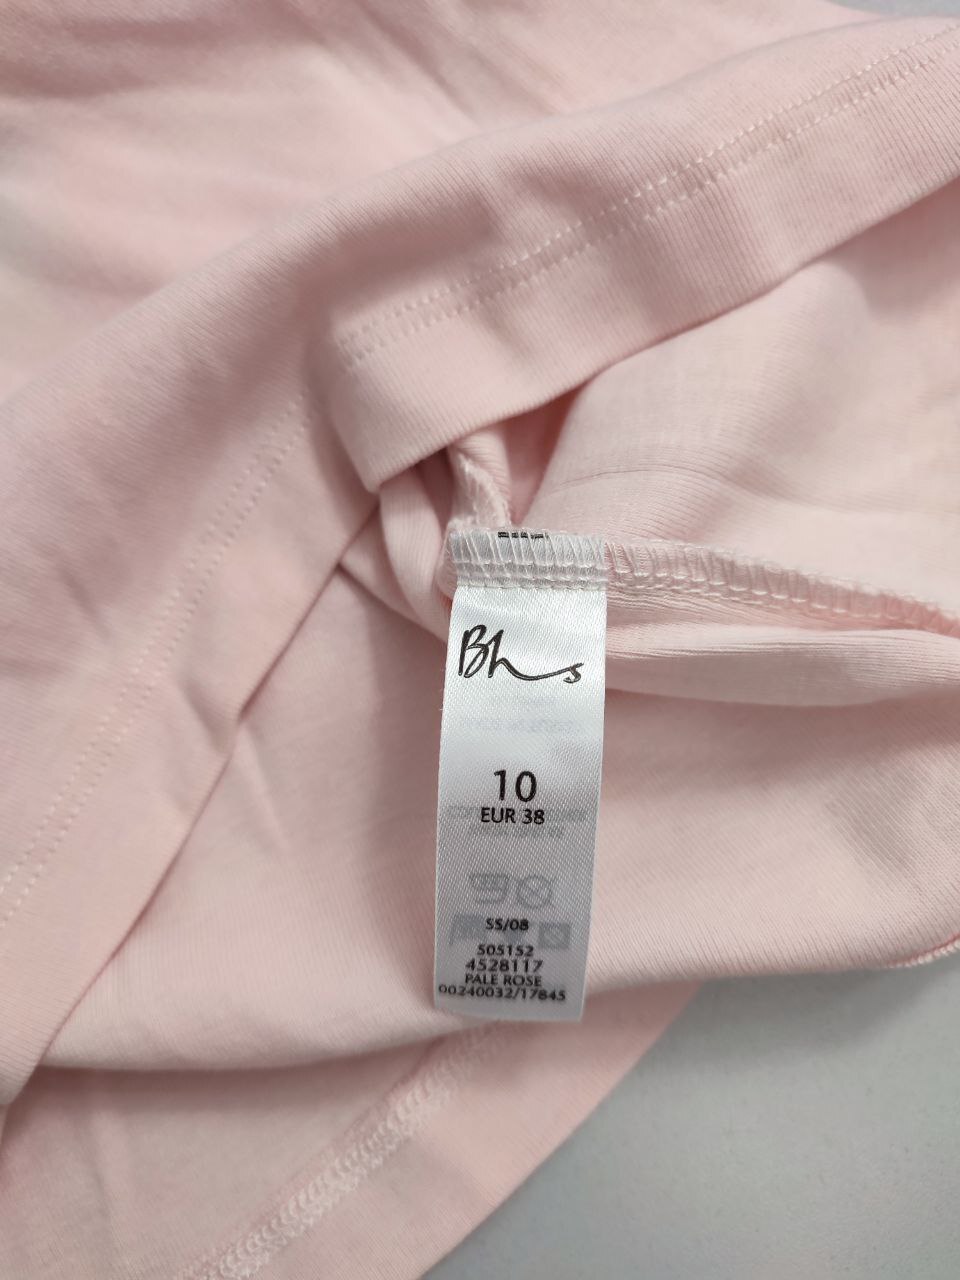 Bhs
10
EUR 38
SS/08
505152
4528117
PALE ROSE
00240032/17845